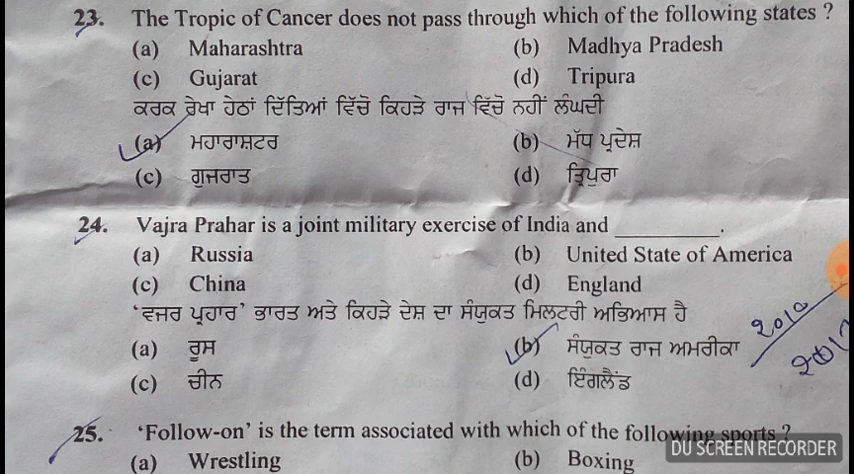 23. The Tropic of Cancer does not pass through which of the following states ?
(a) Maharashtra (b) Madhya Pradesh
(c) Gujarat (d) Tripura
ਕਰਕ ਰੇਖਾ ਹੇਠਾਂ ਦਿੱਤਿਆਂ ਵਿੱਚੋਂ ਕਿਹੜੇ ਰਾਜ ਵਿੱਚੋਂ ਨਹੀਂ ਲੰਘਦੀ
(a) ਮਹਾਰਾਸ਼ਟਰ (b) ਮੱਧ ਪ੍ਰਦੇਸ਼
(c) ਗੁਜਰਾਤ (d) ਤ੍ਰਿਪੁਰਾ
24. Vajra Prahar is a joint military exercise of India and __________.
(a) Russia (b) United State of America
(c) China (d) England
‘ਵਜਰ ਪ੍ਰਹਾਰ’ ਭਾਰਤ ਅਤੇ ਕਿਹੜੇ ਦੇਸ਼ ਦਾ ਸੰਯੁਕਤ ਮਿਲਟਰੀ ਅਭਿਆਸ ਹੈ
(a) ਰੂਸ (b) ਸੰਯੁਕਤ ਰਾਜ ਅਮਰੀਕਾ
(c) ਚੀਨ (d) ਇੰਗਲੈਂਡ
2010
25. ‘Follow-on’ is the term associated with which of the following sports ?
(a) Wrestling (b) Boxing
DU SCREEN RECORDER